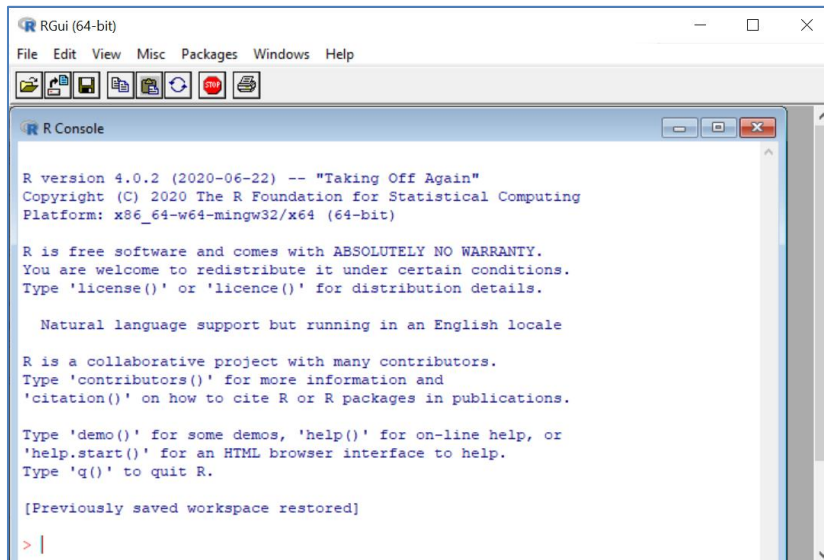 RGui (64-bit)
File Edit View Misc Packages Windows Help
STOP
R Console
R version 4.0.2 (2020-06-22) -- "Taking Off Again"
Copyright (C) 2020 The R Foundation for Statistical Computing
Platform: x86_64-w64-mingw32/x64 (64-bit)
R is free software and comes with ABSOLUTELY NO WARRANTY.
You are welcome to redistribute it under certain conditions.
Type 'license()' or 'licence()' for distribution details.
Natural language support but running in an English locale
R is a collaborative project with many contributors.
Type 'contributors()' for more information and
'citation()' on how to cite R or R packages in publications.
Type 'demo()' for some demos, 'help()' for on-line help, or
'help.start()' for an HTML browser interface to help.
Type 'q()' to quit R.
[Previously saved workspace restored]
>